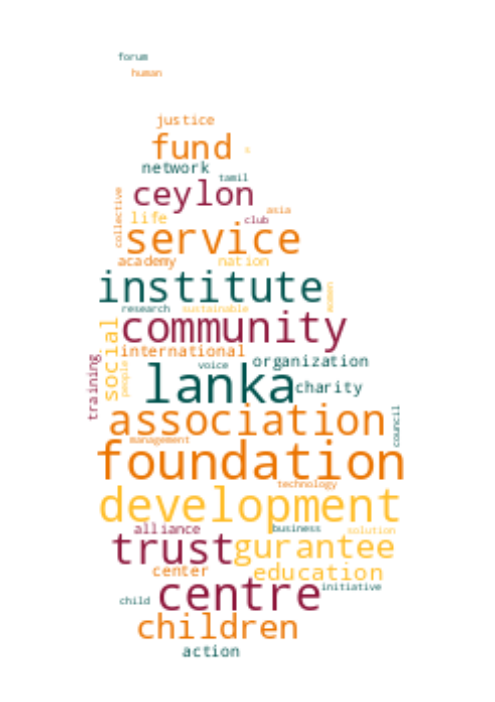 forum
human
justice
fund
network
tamil
ceylon
collective
life
asia
club
service
academy nation
institute
women
research sustainable
social
community
international
people
training
voice organization
lanka charity
association
council
management
foundation
technology
development
alliance business solution
trust gurantee
center education
child centre initiative
children
action